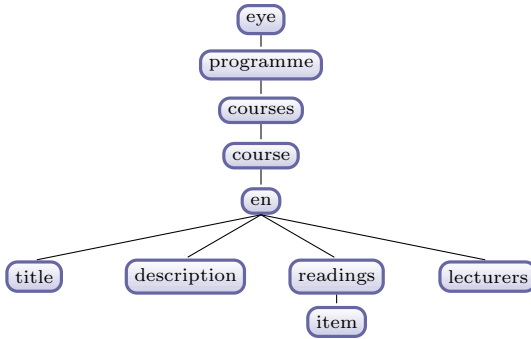 eye
programme
courses
course
en
title description readings lecturers
item